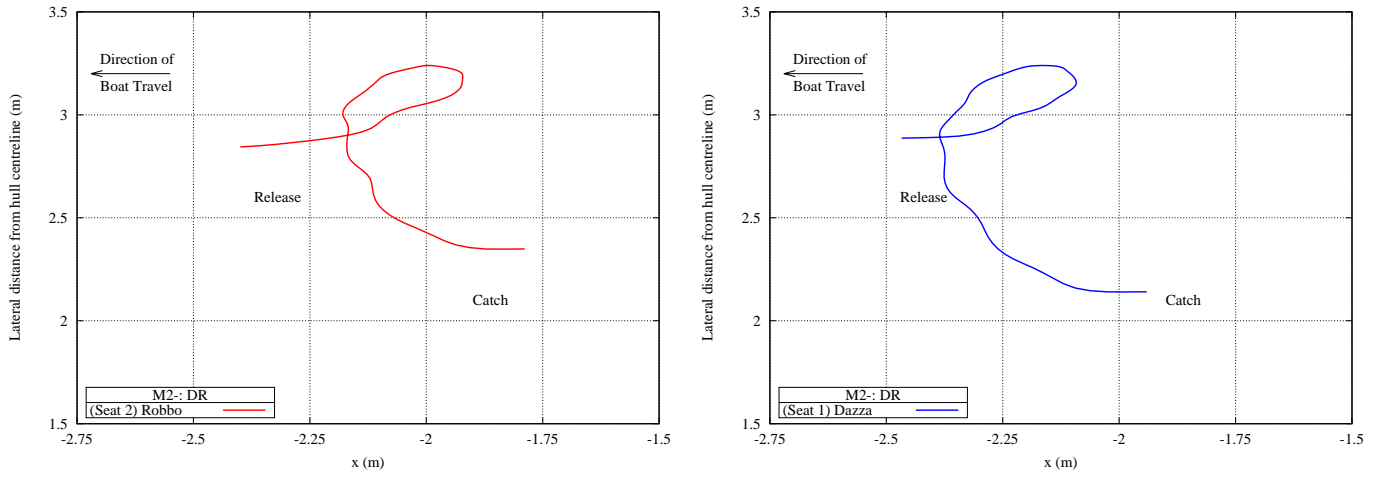 3.5
3
2.5
2
1.5
-2.75
-2.5
-2.25
-2
-1.75
-1.5
Lateral distance from hull centreline (m)
x (m)
Direction of
Boat Travel
Release
Catch
M2-: DR
(Seat 2) Robbo
3.5
3
2.5
2
1.5
-2.75
-2.5
-2.25
-2
-1.75
-1.5
Lateral distance from hull centreline (m)
x (m)
Direction of
Boat Travel
Release
Catch
M2-: DR
(Seat 1) Dazza